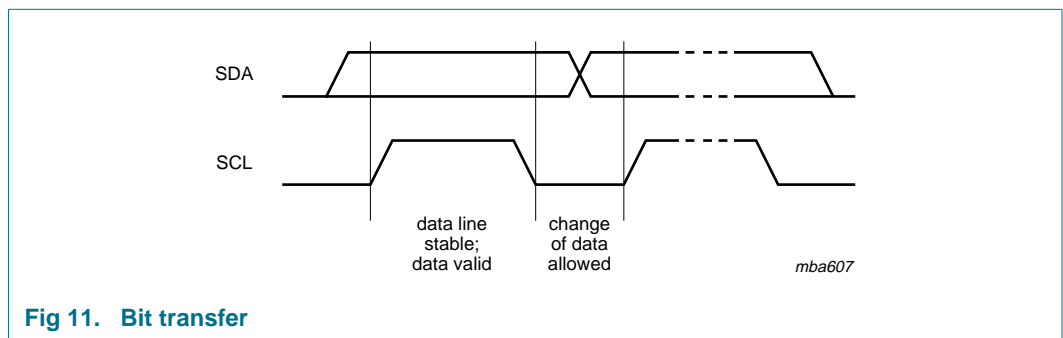 SDA
SCL
data line
stable;
data valid
change
of data
allowed
mba607
Fig 11. Bit transfer